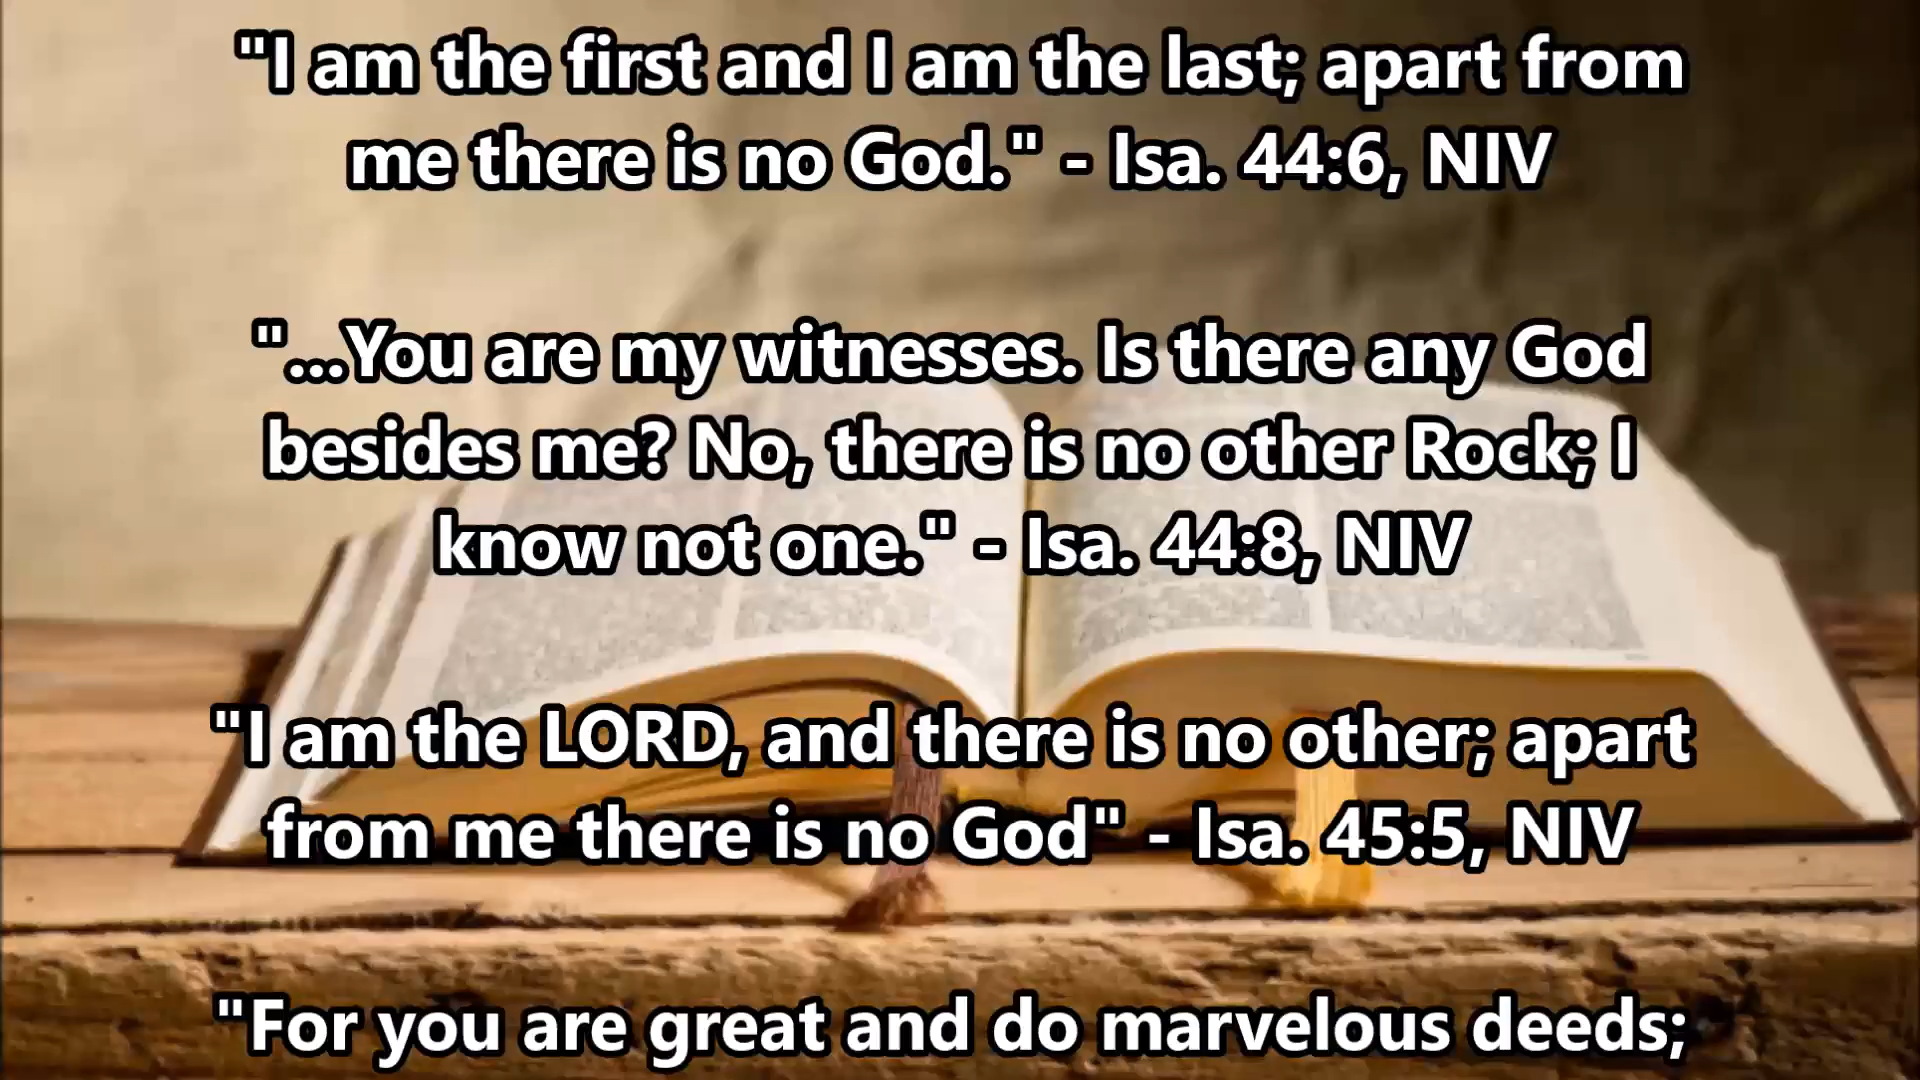 "I am the first and I am the last; apart from
me there is no God." - Isa. 44:6, NIV
"...You are my witnesses. Is there any God
besides me? No, there is no other Rock; I
know not one." - Isa. 44:8, NIV
"I am the LORD, and there is no other; apart
from me there is no God" - Isa. 45:5, NIV
"For you are great and do marvelous deeds;